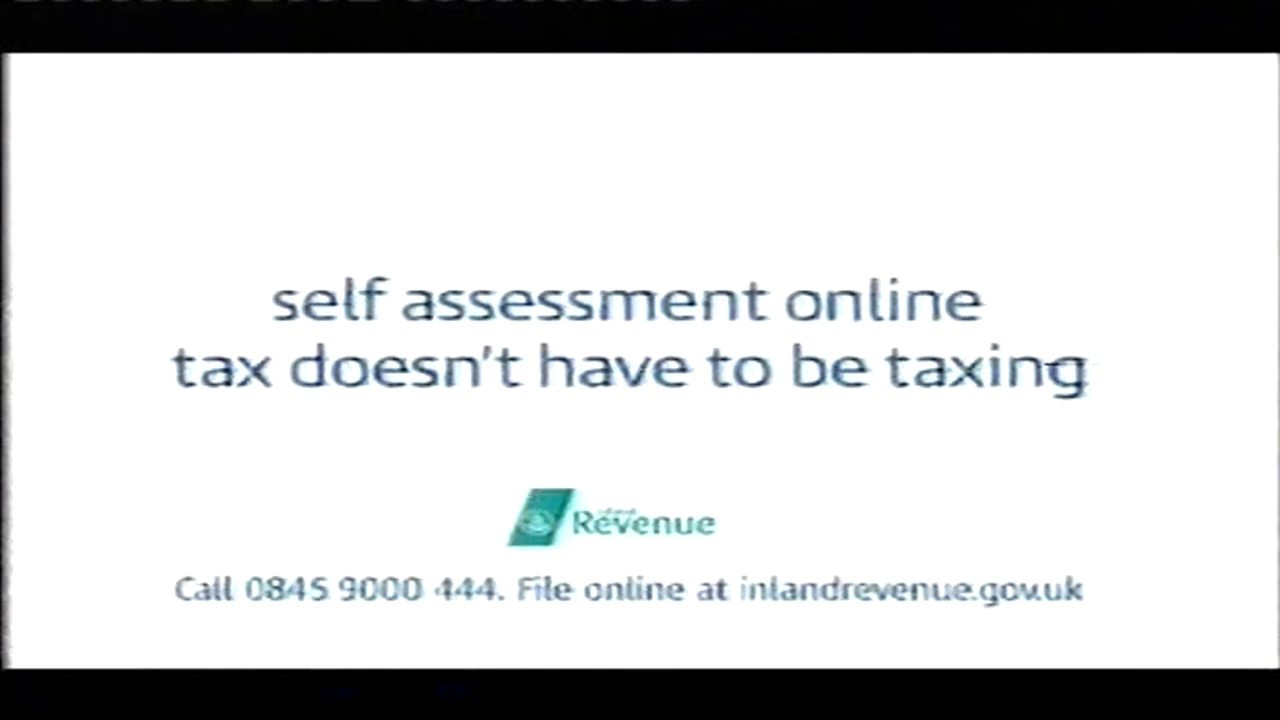 self assessment online
tax doesn't have to be taxing
Revenue
Call 0845 9000 444. File online at inlandrevenue.gov.uk